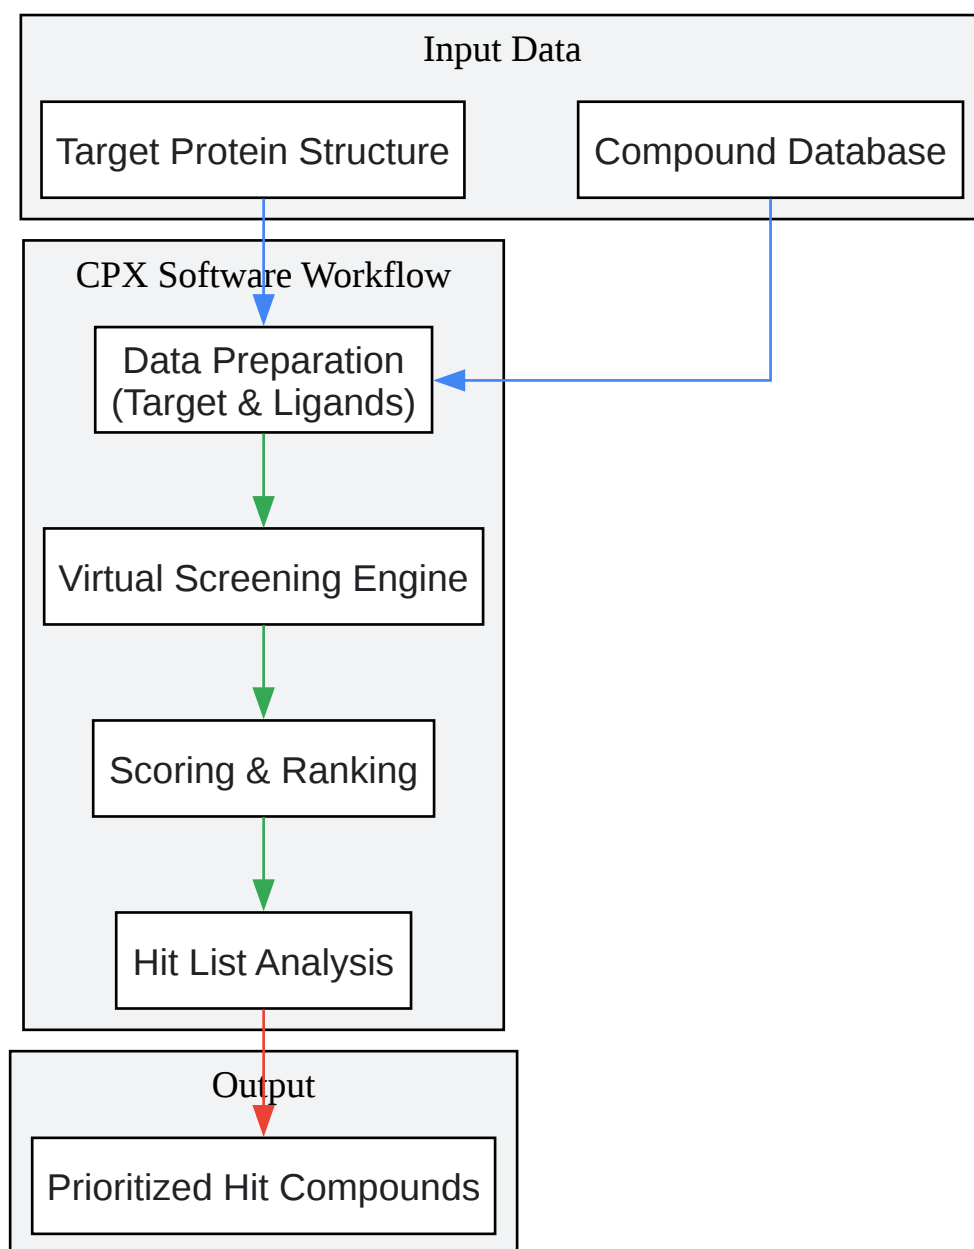 Input Data
Target Protein Structure
Compound Database
CPX Software Workflow
Data Preparation
(Target & Ligands)
Virtual Screening Engine
Scoring & Ranking
Hit List Analysis
Output
Prioritized Hit Compounds